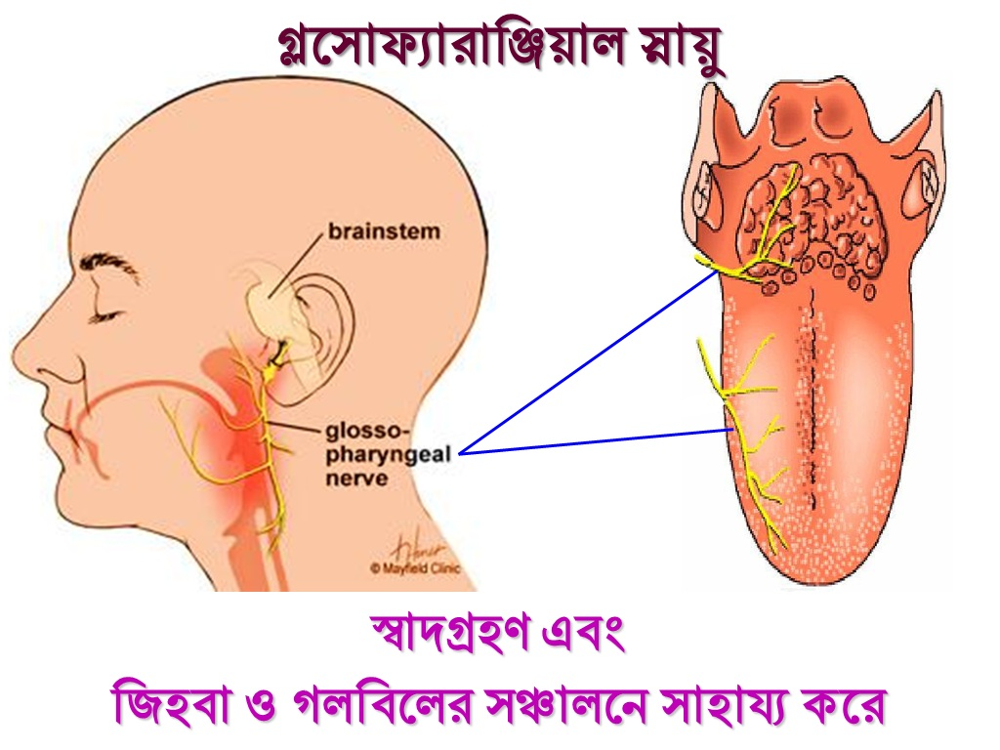 গ্লসোফ্যারাঞ্জিয়াল স্নায়ু
brainstem
glosso-
pharyngeal
nerve
© Mayfield Clinic
স্বাদগ্রহণ এবং
জিহবা ও গলবিলের সঞ্চালনে সাহায্য করে